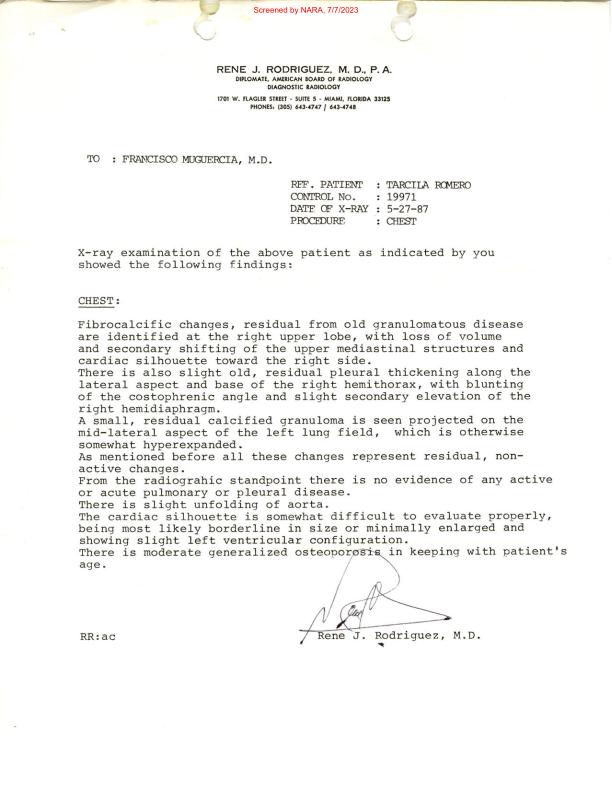 Screened by NARA, 7/7/2023
RENE J. RODRIGUEZ, M. D., P. A.
DIPLOMATE, AMERICAN BOARD OF RADIOLOGY
DIAGNOSTIC RADIOLOGY
1701 W. FLAGLER STREET - SUITE 5 - MIAMI, FLORIDA 33125
PHONES: (305) 643-4747 / 643-4748
TO : FRANCISCO MUGUERCIA, M.D.
REF. PATIENT : TARCILA ROMERO
CONTROL No. : 19971
DATE OF X-RAY : 5-27-87
PROCEDURE : CHEST
X-ray examination of the above patient as indicated by you
showed the following findings:
CHEST:
Fibrocalcific changes, residual from old granulomatous disease
are identified at the right upper lobe, with loss of volume
and secondary shifting of the upper mediastinal structures and
cardiac silhouette toward the right side.
There is also slight old, residual pleural thickening along the
lateral aspect and base of the right hemithorax, with blunting
of the costophrenic angle and slight secondary elevation of the
right hemidiaphragm.
A small, residual calcified granuloma is seen projected on the
mid-lateral aspect of the left lung field, which is otherwise
somewhat hyperexpanded.
As mentioned before all these changes represent residual, non-
active changes.
From the radiograhic standpoint there is no evidence of any active
or acute pulmonary or pleural disease.
There is slight unfolding of aorta.
The cardiac silhouette is somewhat difficult to evaluate properly,
being most likely borderline in size or minimally enlarged and
showing slight left ventricular configuration.
There is moderate generalized osteoporosis in keeping with patient's
age.
RR:ac
Rene J. Rodriguez, M.D.